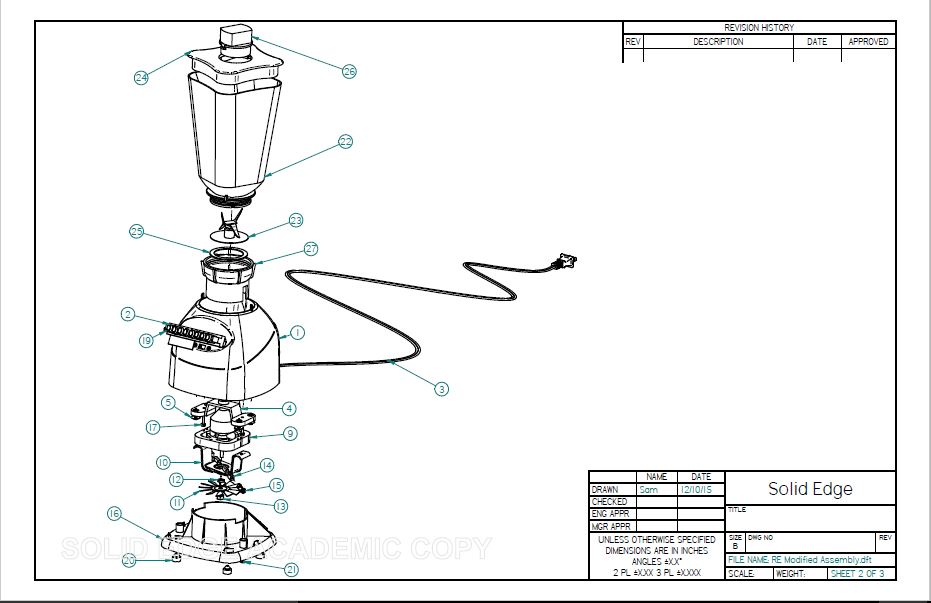 REVISION HISTORY
REV DESCRIPTION DATE APPROVED
26
24
22
23
25
27
2
1
19
3
5
4
17
9
10
14
12
15
11
13
16
SOLID EDGE ACADEMIC COPY
20
21
NAME DATE
DRAWN Sam 12/10/15
CHECKED
ENG APPR
MGR APPR
Solid Edge
TITLE
UNLESS OTHERWISE SPECIFIED
DIMENSIONS ARE IN INCHES
ANGLES ±X.X°
2 PL ±X.XX 3 PL ±X.XXX
SIZE DWG NO REV
B
FILE NAME: RE Modified Assembly.dft
SCALE: WEIGHT: SHEET 2 OF 3